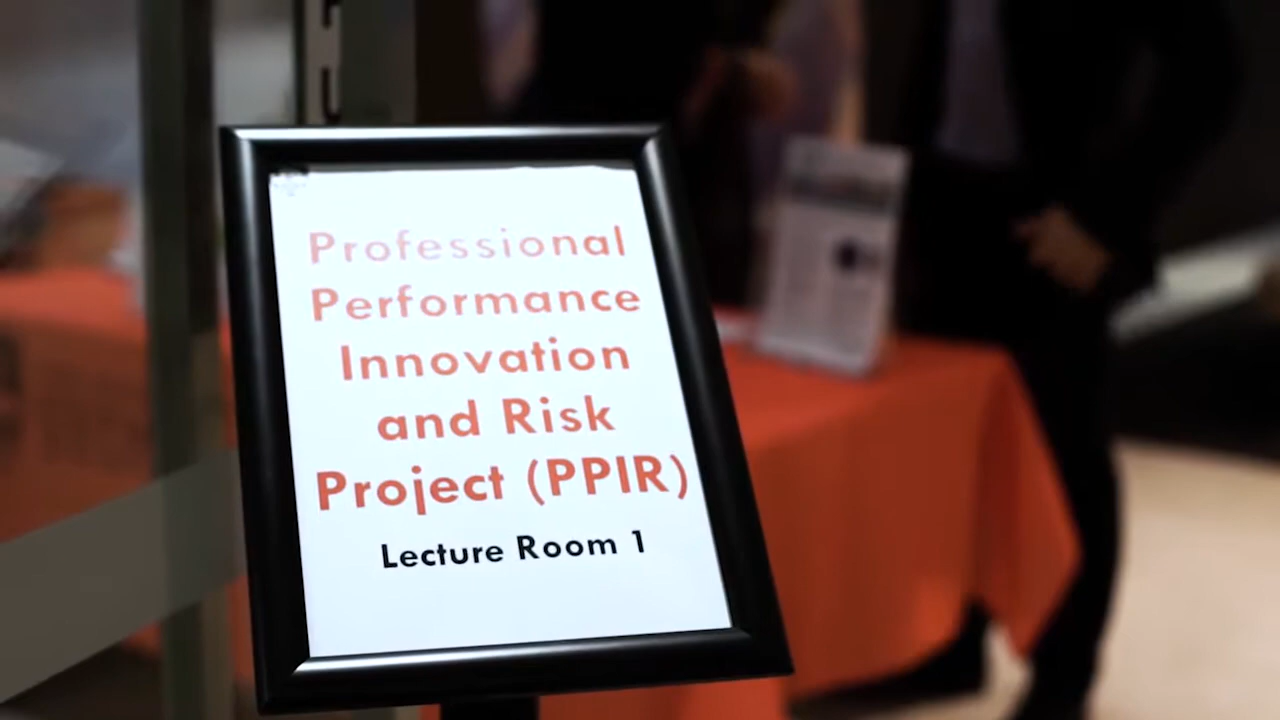 Professional
Performance
Innovation
and Risk
Project (PPIR)
Lecture Room 1